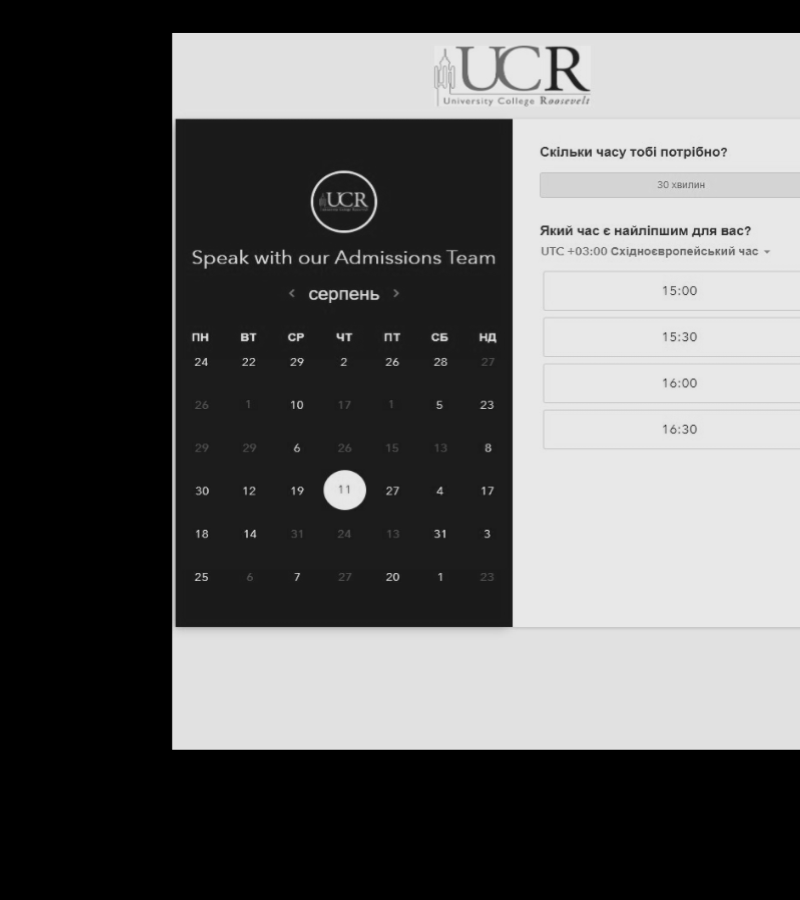 UCR
University College Roosevelt
UCR
Speak with our Admissions Team
< серпень >
ПН ВТ СР ЧТ ПТ СБ НД
24 22 29 2 26 28 27
26 1 10 17 1 5 23
29 29 6 26 15 13 8
30 12 19 11 27 4 17
18 14 31 24 13 31 3
25 6 7 27 20 1 23
Скільки часу тобі потрібно?
30 хвилин
Який час є найліпшим для вас?
UTC +03:00 Східноєвропейський час
15:00
15:30
16:00
16:30